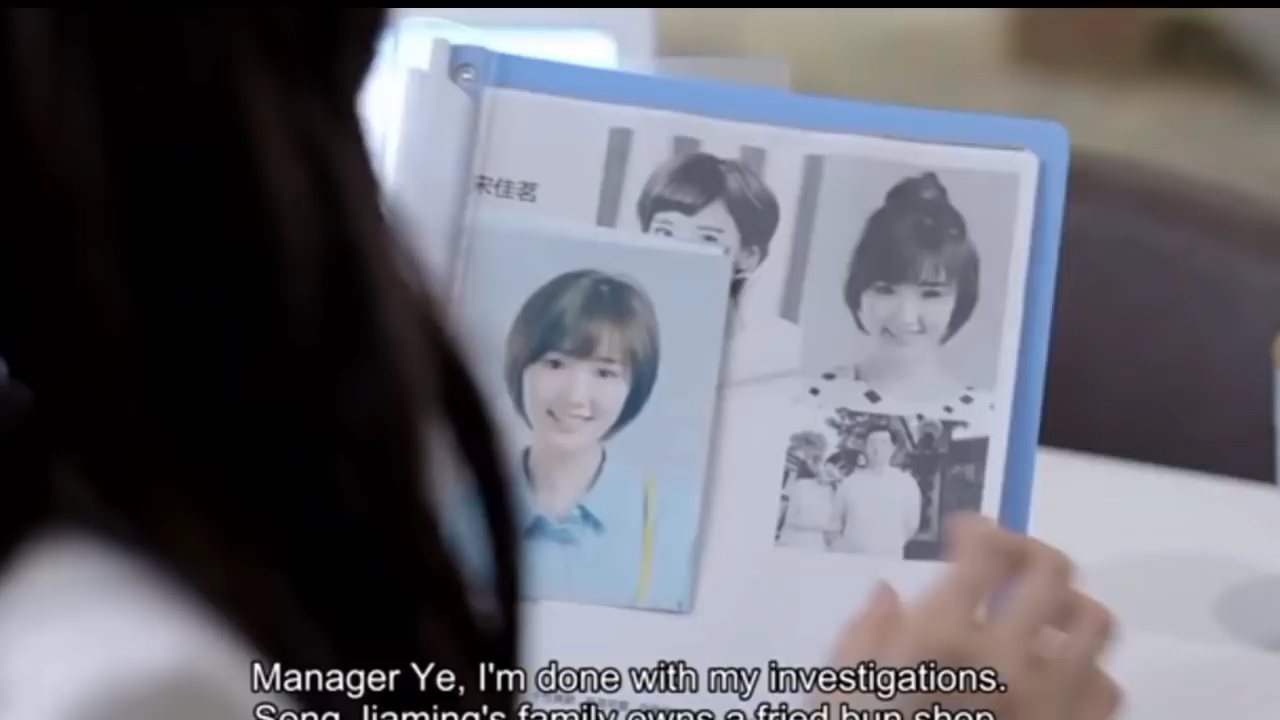 宋佳茗
Manager Ye, I'm done with my investigations.
Song Jiaming's family owns a fried bun shop